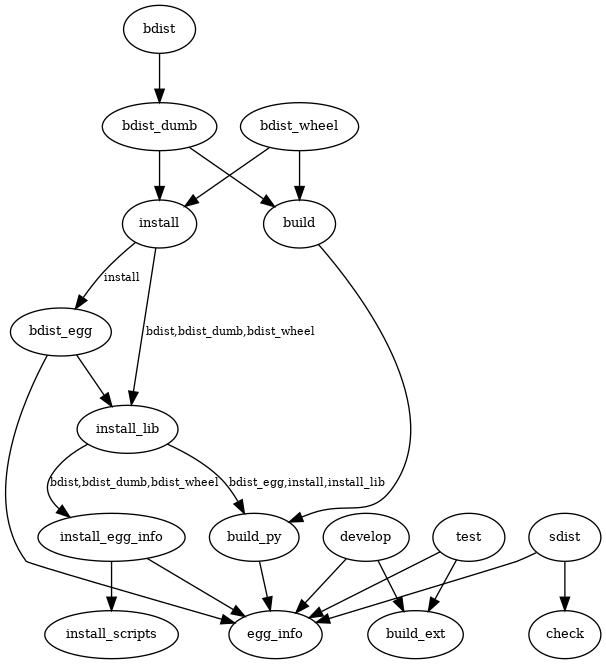 bdist
bdist_dumb
bdist_wheel
install
build
install
bdist_egg
bdist,bdist_dumb,bdist_wheel
install_lib
bdist,bdist_dumb,bdist_wheel
bdist_egg,install,install_lib
install_egg_info
build_py
develop
test
sdist
install_scripts
egg_info
build_ext
check